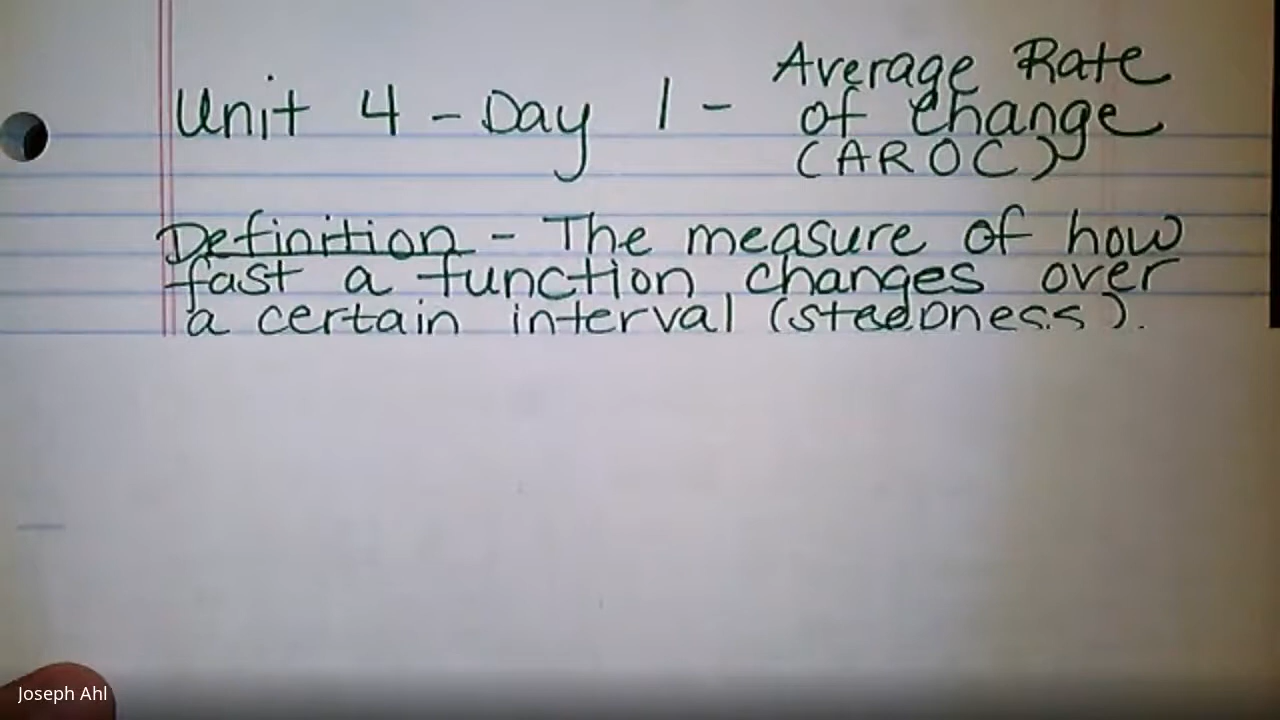 Unit 4 - Day 1 - Average Rate
of Change
(AROC)
Definition - The measure of how
fast a function changes over
a certain interval (steepness).
Joseph Ahl